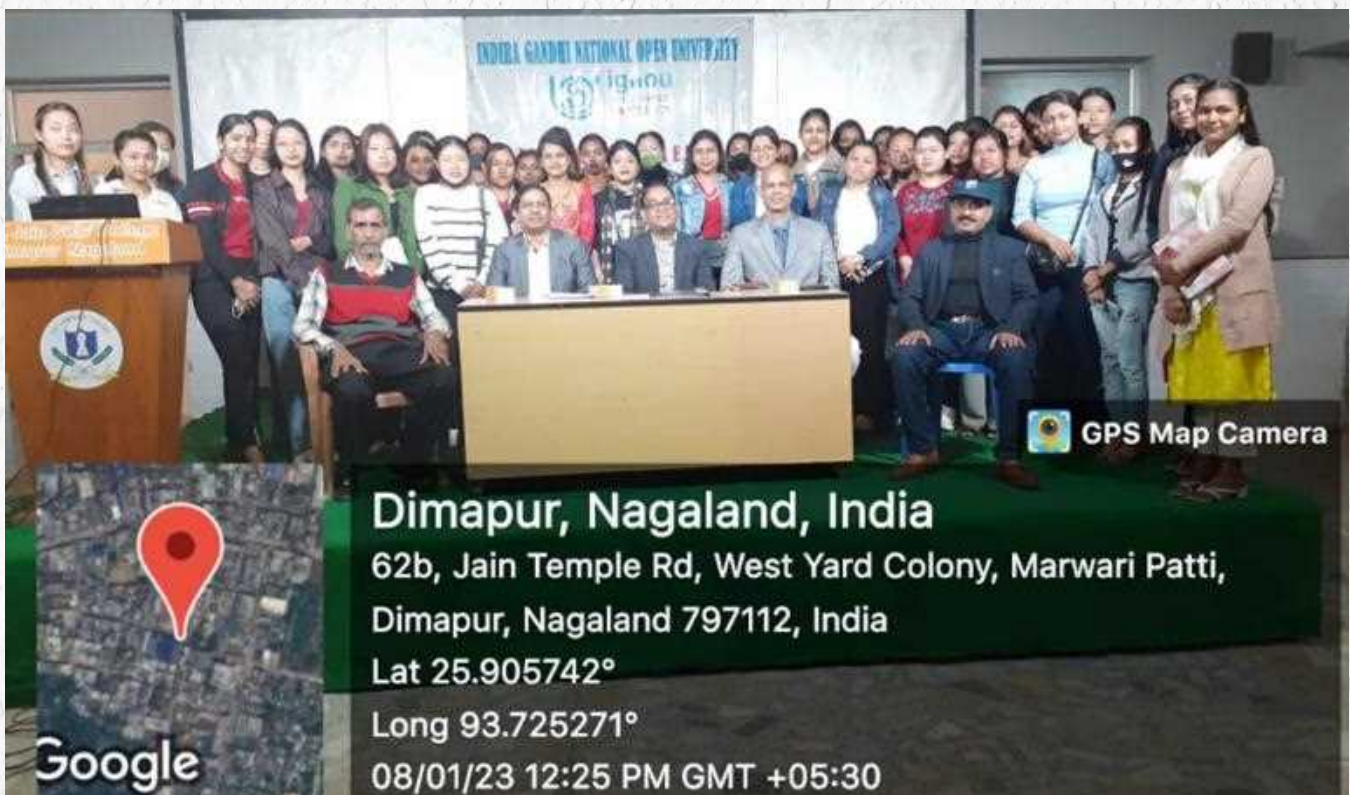 INDIRA GANDHI NATIONAL OPEN UNIVERSITY
ignou
GPS Map Camera
Dimapur, Nagaland, India
62b, Jain Temple Rd, West Yard Colony, Marwari Patti,
Dimapur, Nagaland 797112, India
Lat 25.905742°
Long 93.725271°
08/01/23 12:25 PM GMT +05:30
Google